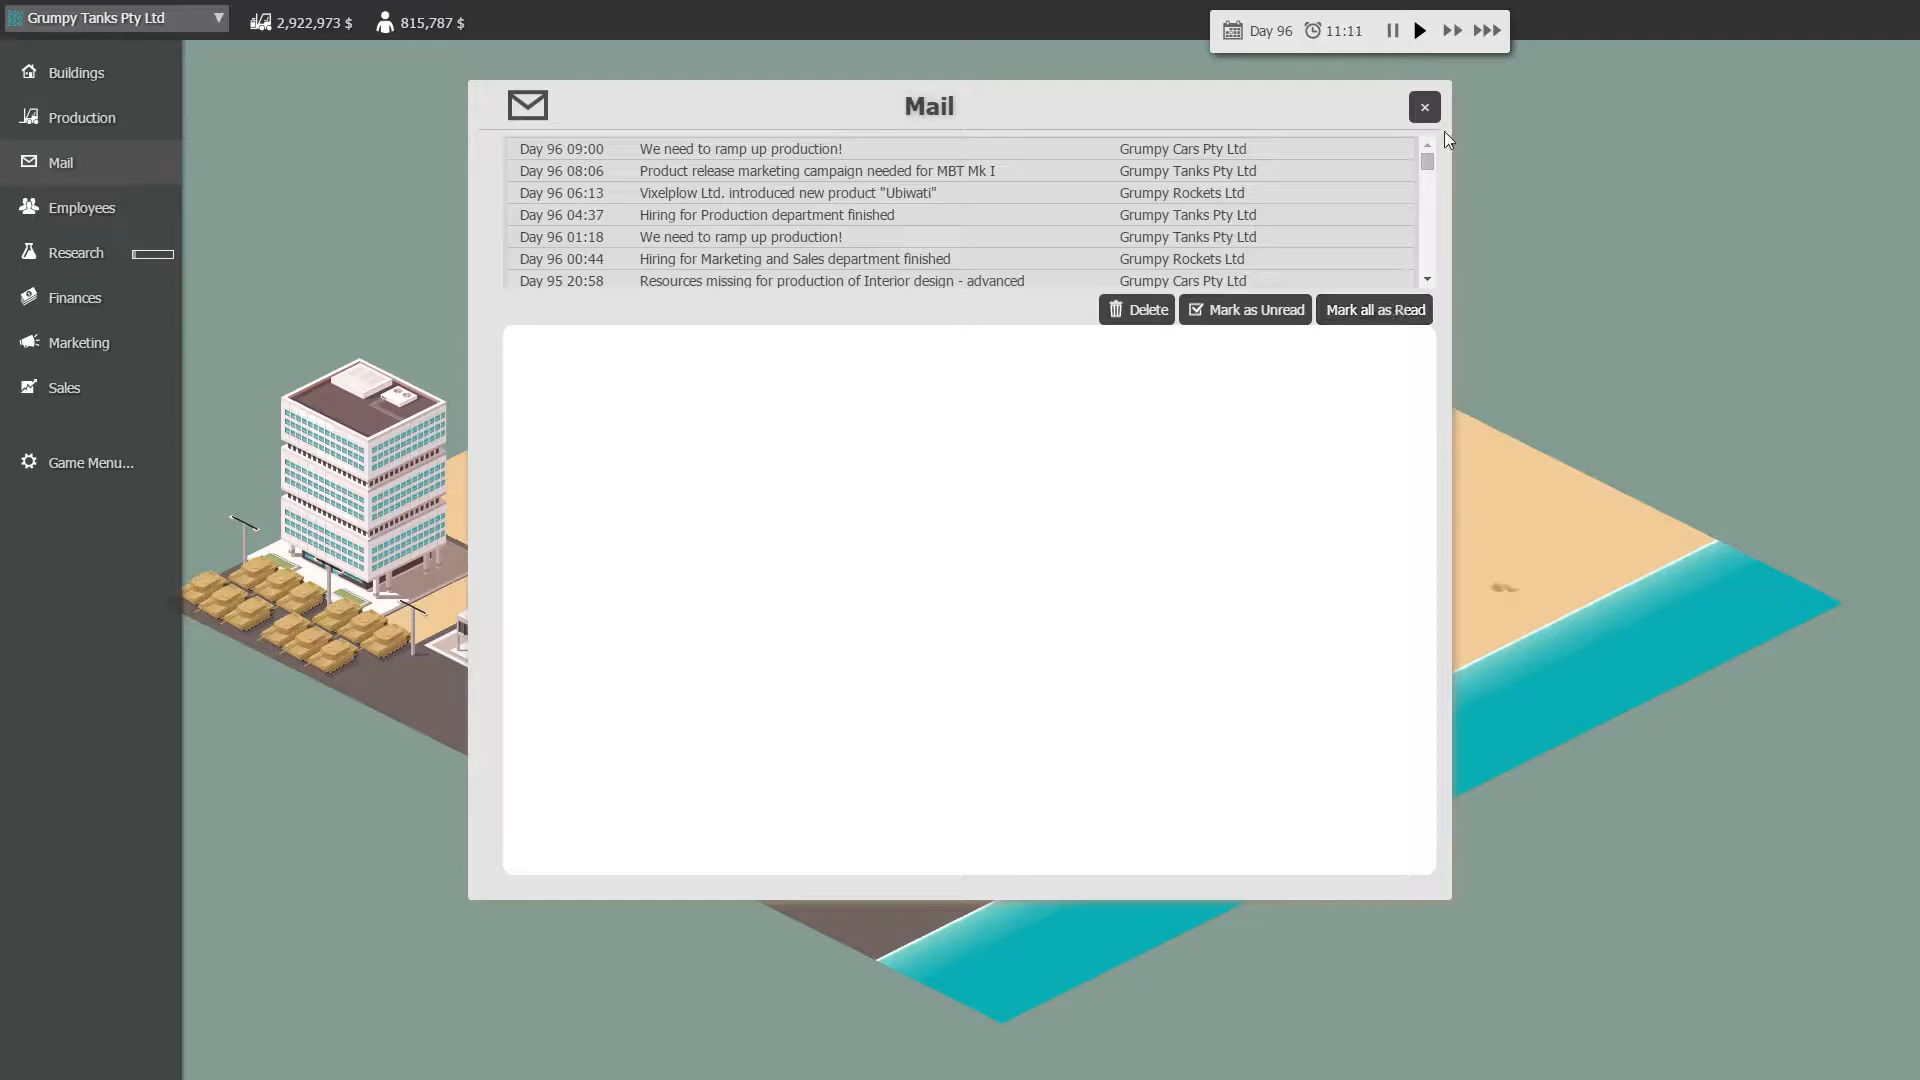 Grumpy Tanks Pty Ltd
2,922,973 $
815,787 $
Day 96
11:11
Buildings
Production
Mail
Employees
Research
Finances
Marketing
Sales
Game Menu...
Mail
×
Day 96 09:00 We need to ramp up production! Grumpy Cars Pty Ltd
Day 96 08:06 Product release marketing campaign needed for MBT Mk I Grumpy Tanks Pty Ltd
Day 96 06:13 Vixelplow Ltd. introduced new product "Ubiwati" Grumpy Rockets Ltd
Day 96 04:37 Hiring for Production department finished Grumpy Tanks Pty Ltd
Day 96 01:18 We need to ramp up production! Grumpy Tanks Pty Ltd
Day 96 00:44 Hiring for Marketing and Sales department finished Grumpy Rockets Ltd
Day 95 20:58 Resources missing for production of Interior design - advanced Grumpy Cars Pty Ltd
Delete
Mark as Unread
Mark all as Read